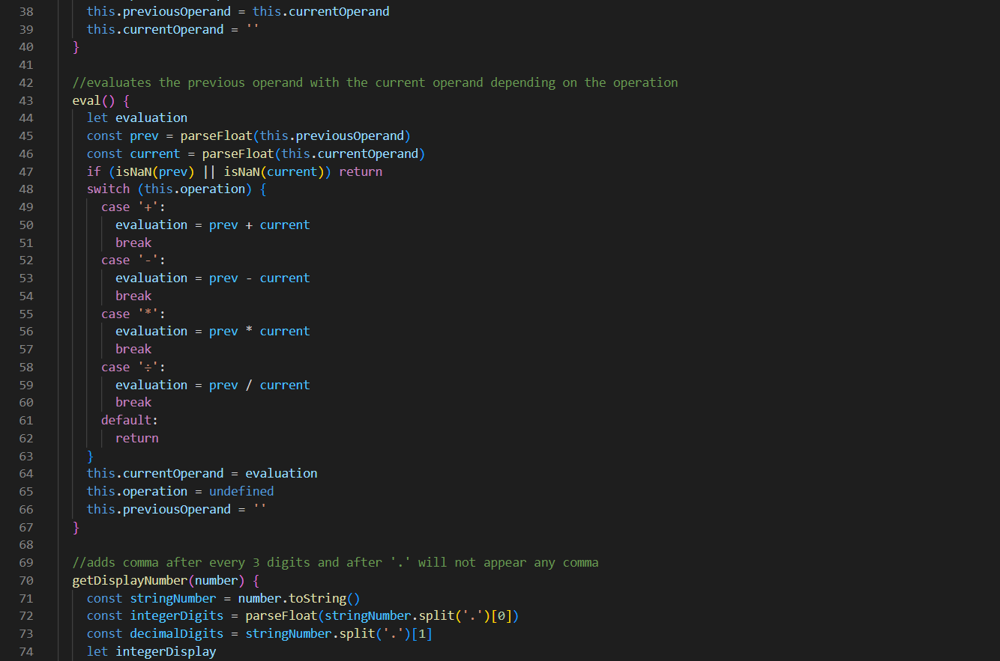 38 this.previousOperand = this.currentOperand
39 this.currentOperand = ''
40 }
41
42 //evaluates the previous operand with the current operand depending on the operation
43 eval() {
44 let evaluation
45 const prev = parseFloat(this.previousOperand)
46 const current = parseFloat(this.currentOperand)
47 if (isNaN(prev) || isNaN(current)) return
48 switch (this.operation) {
49 case '+':
50 evaluation = prev + current
51 break
52 case '-':
53 evaluation = prev - current
54 break
55 case '*':
56 evaluation = prev * current
57 break
58 case '÷':
59 evaluation = prev / current
60 break
61 default:
62 return
63 }
64 this.currentOperand = evaluation
65 this.operation = undefined
66 this.previousOperand = ''
67 }
68
69 //adds comma after every 3 digits and after '.' will not appear any comma
70 getDisplayNumber(number) {
71 const stringNumber = number.toString()
72 const integerDigits = parseFloat(stringNumber.split('.')[0])
73 const decimalDigits = stringNumber.split('.')[1]
74 let integerDisplay